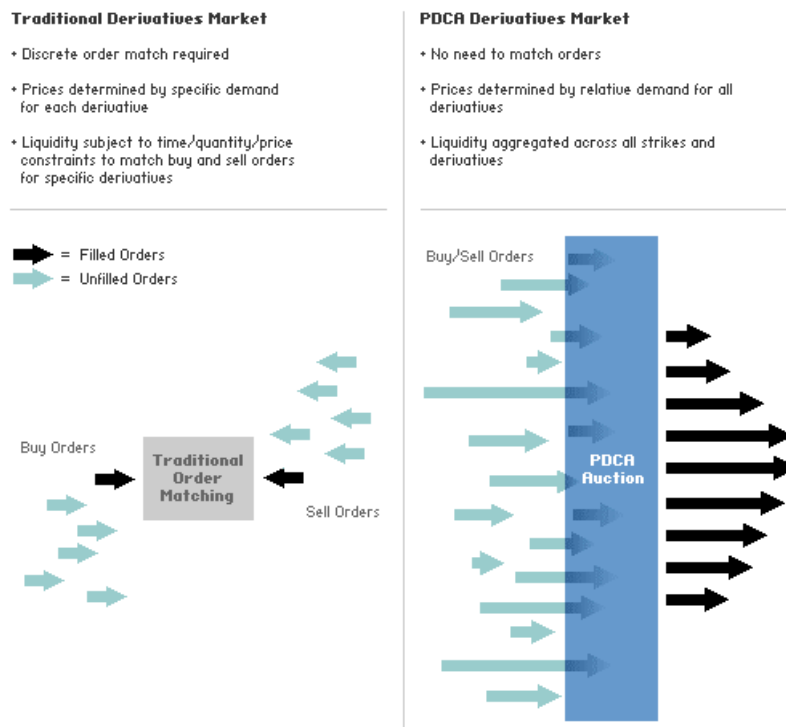 Traditional Derivatives Market
+ Discrete order match required
+ Prices determined by specific demand
for each derivative
+ Liquidity subject to time/quantity/price
constraints to match buy and sell orders
for specific derivatives
PDCA Derivatives Market
+ No need to match orders
+ Prices determined by relative demand for all
derivatives
+ Liquidity aggregated across all strikes and
derivatives
= Filled Orders
= Unfilled Orders
Buy Orders
Traditional
Order
Matching
Sell Orders
Buy/Sell Orders
PDCA
Auction